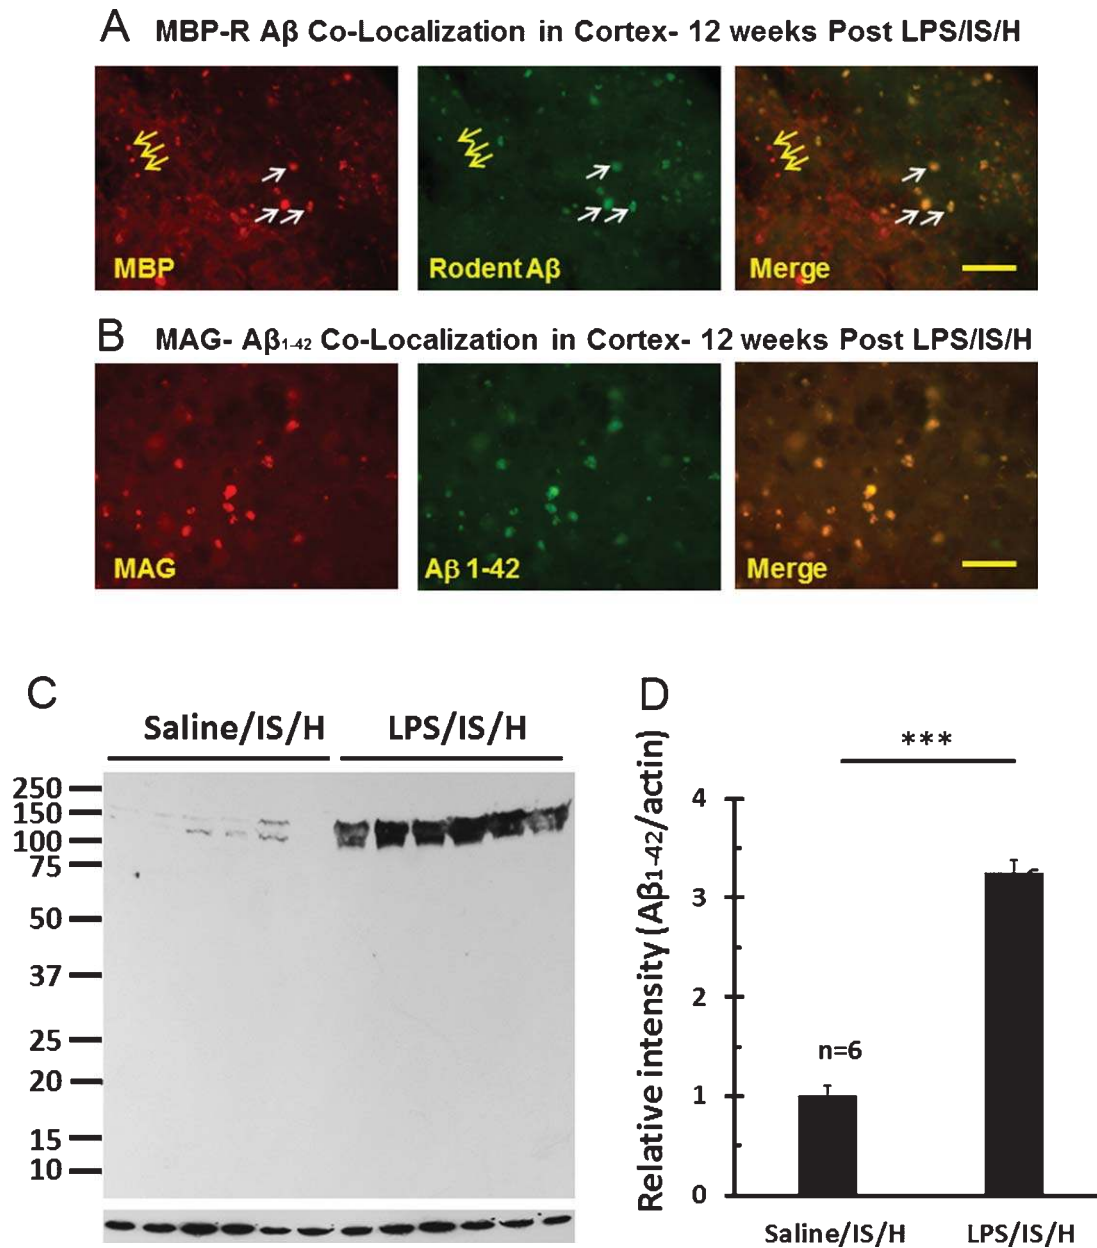 A MBP-R Aβ Co-Localization in Cortex- 12 weeks Post LPS/IS/H
MBP
Rodent Aβ
Merge
B MAG- Aβ₁₋₄₂ Co-Localization in Cortex- 12 weeks Post LPS/IS/H
MAG
Aβ 1-42
Merge
C
Saline/IS/H
LPS/IS/H
250
150
100
75
50
37
25
20
15
10
D
***
Relative intensity (Aβ1-42/actin)
4
3
2
1
0
n=6
Saline/IS/H
LPS/IS/H